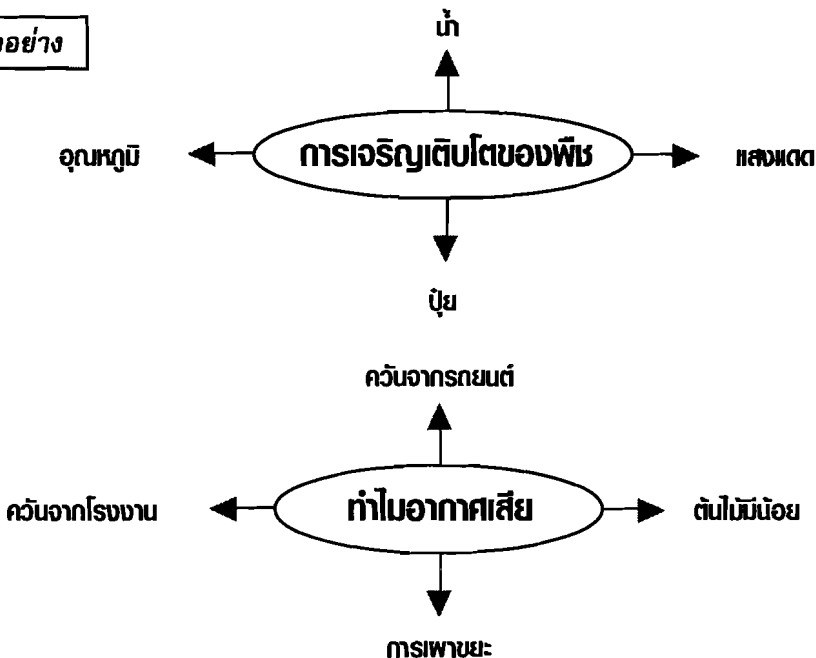 อย่าง
น้ำ
อุณหภูมิ การเจริญเติบโตของพืช แสงแดด
ปุ๋ย
ควันจากรถยนต์
ควันจากโรงงาน ทำไมอากาศเสีย ต้นไม้มีน้อย
การเผาขยะ